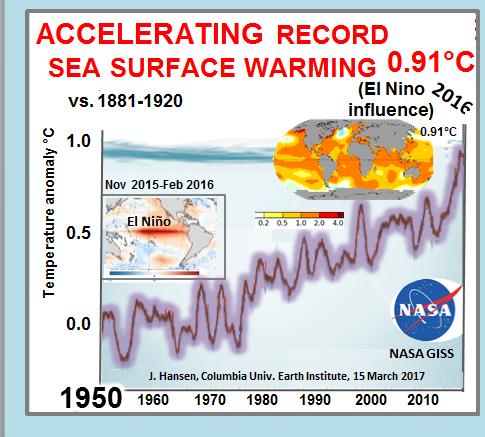 ACCELERATING RECORD
SEA SURFACE WARMING 0.91°C
vs. 1881-1920
(El Nino
influence)
2016
0.91°C
1.0
0.5
0.0
Temperature anomaly °C
Nov 2015-Feb 2016
El Niño
0.2 0.5 1.0 2.0 4.0
NASA
NASA GISS
J. Hansen, Columbia Univ. Earth Institute, 15 March 2017
1950 1960 1970 1980 1990 2000 2010